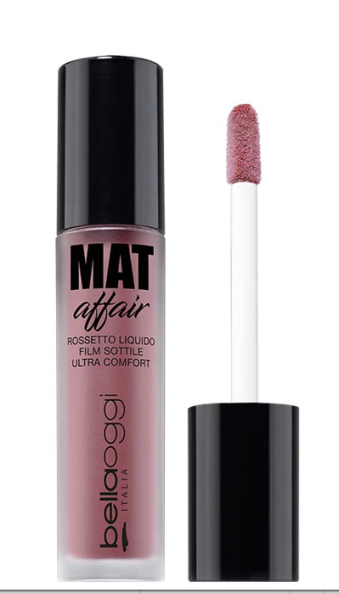 MAT
affair
ROSSETTO LIQUIDO
FILM SOTTILE
ULTRA COMFORT
bellaoggi
ITALIA